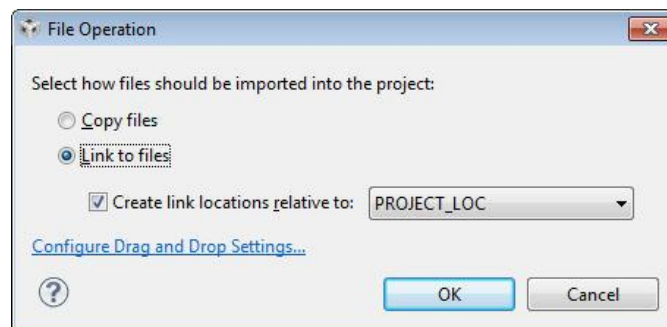 File Operation
Select how files should be imported into the project:
Copy files
Link to files
Create link locations relative to: PROJECT_LOC
Configure Drag and Drop Settings...
? OK Cancel